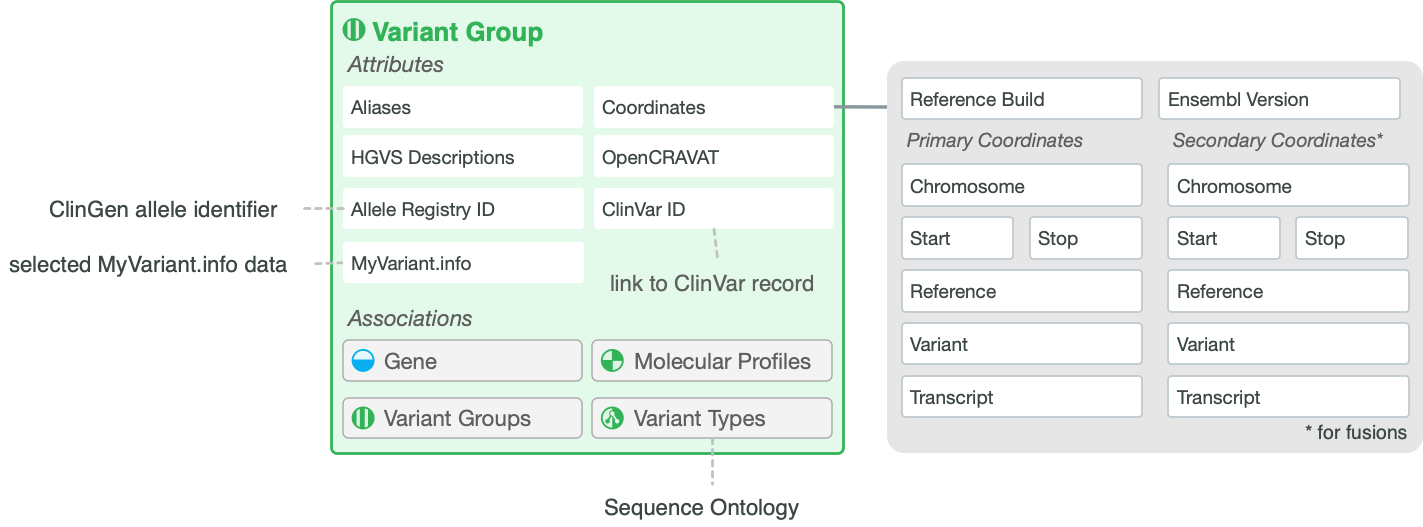 Variant Group
Attributes
Aliases
Coordinates
HGVS Descriptions
OpenCRAVAT
ClinGen allele identifier
Allele Registry ID
ClinVar ID
selected MyVariant.info data
MyVariant.info
link to ClinVar record
Associations
Gene
Molecular Profiles
Variant Groups
Variant Types
Sequence Ontology
Reference Build
Ensembl Version
Primary Coordinates
Secondary Coordinates*
Chromosome
Chromosome
Start
Stop
Start
Stop
Reference
Reference
Variant
Variant
Transcript
Transcript
* for fusions